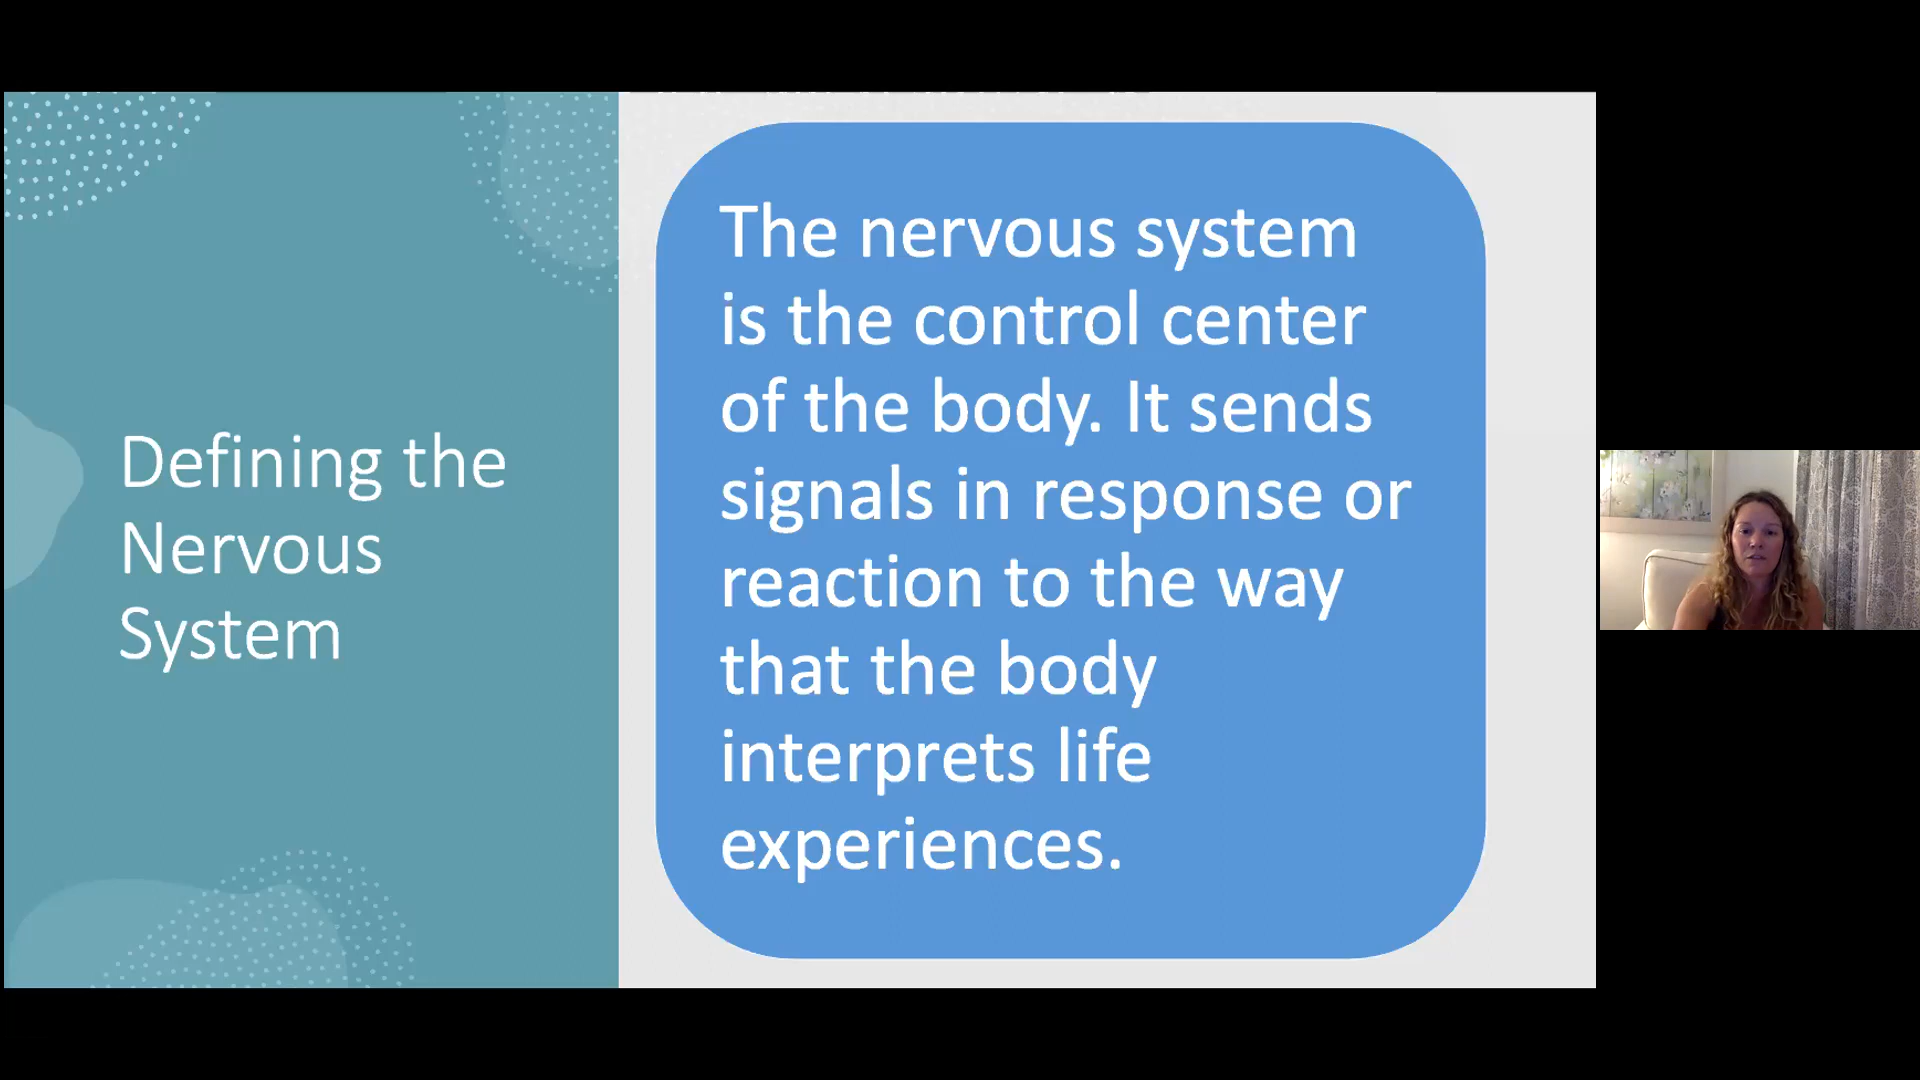 Defining the
Nervous
System
The nervous system
is the control center
of the body. It sends
signals in response or
reaction to the way
that the body
interprets life
experiences.